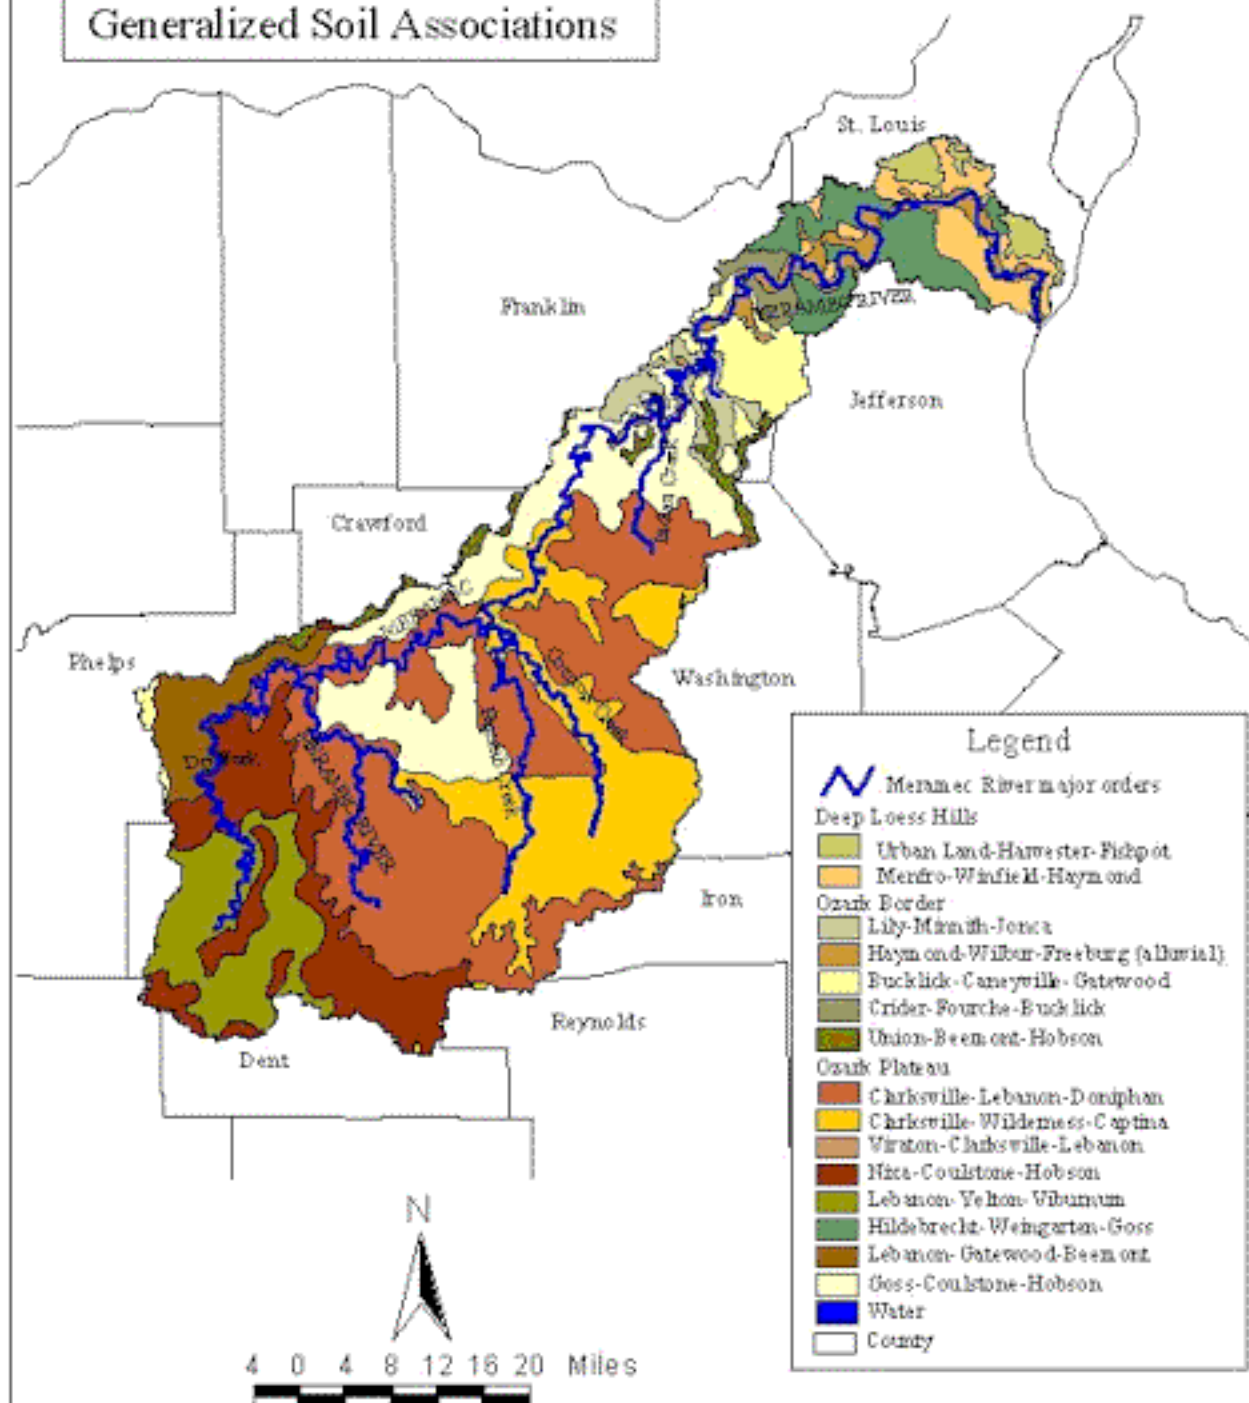 Generalized Soil Associations
St. Louis
Franklin
RIVER
Jefferson
Crawford
Phelps
Washington
Iron
Reynolds
Dent
Legend
Meramec River major orders
Deep Loess Hills
Urban Land-Harvester-Fishpot
Menfro-Winfield-Haymond
Ozark Border
Lily-Minnith-Jonca
Haymond-Wilbur-Freeburg (alluvial)
Bucklick-Caneyville-Gatewood
Crider-Fourche-Bucklick
Union-Beemont-Hobson
Ozark Plateau
Clarksville-Lebanon-Doniphan
Clarksville-Wilderness-Captina
Viraton-Clarksville-Lebanon
Nixa-Coulstone-Hobson
Lebanon-Yelton-Viburnum
Hildebrecht-Weingarten-Goss
Lebanon-Gatewood-Beemont
Goss-Coulstone-Hobson
Water
County
N
4 0 4 8 12 16 20 Miles